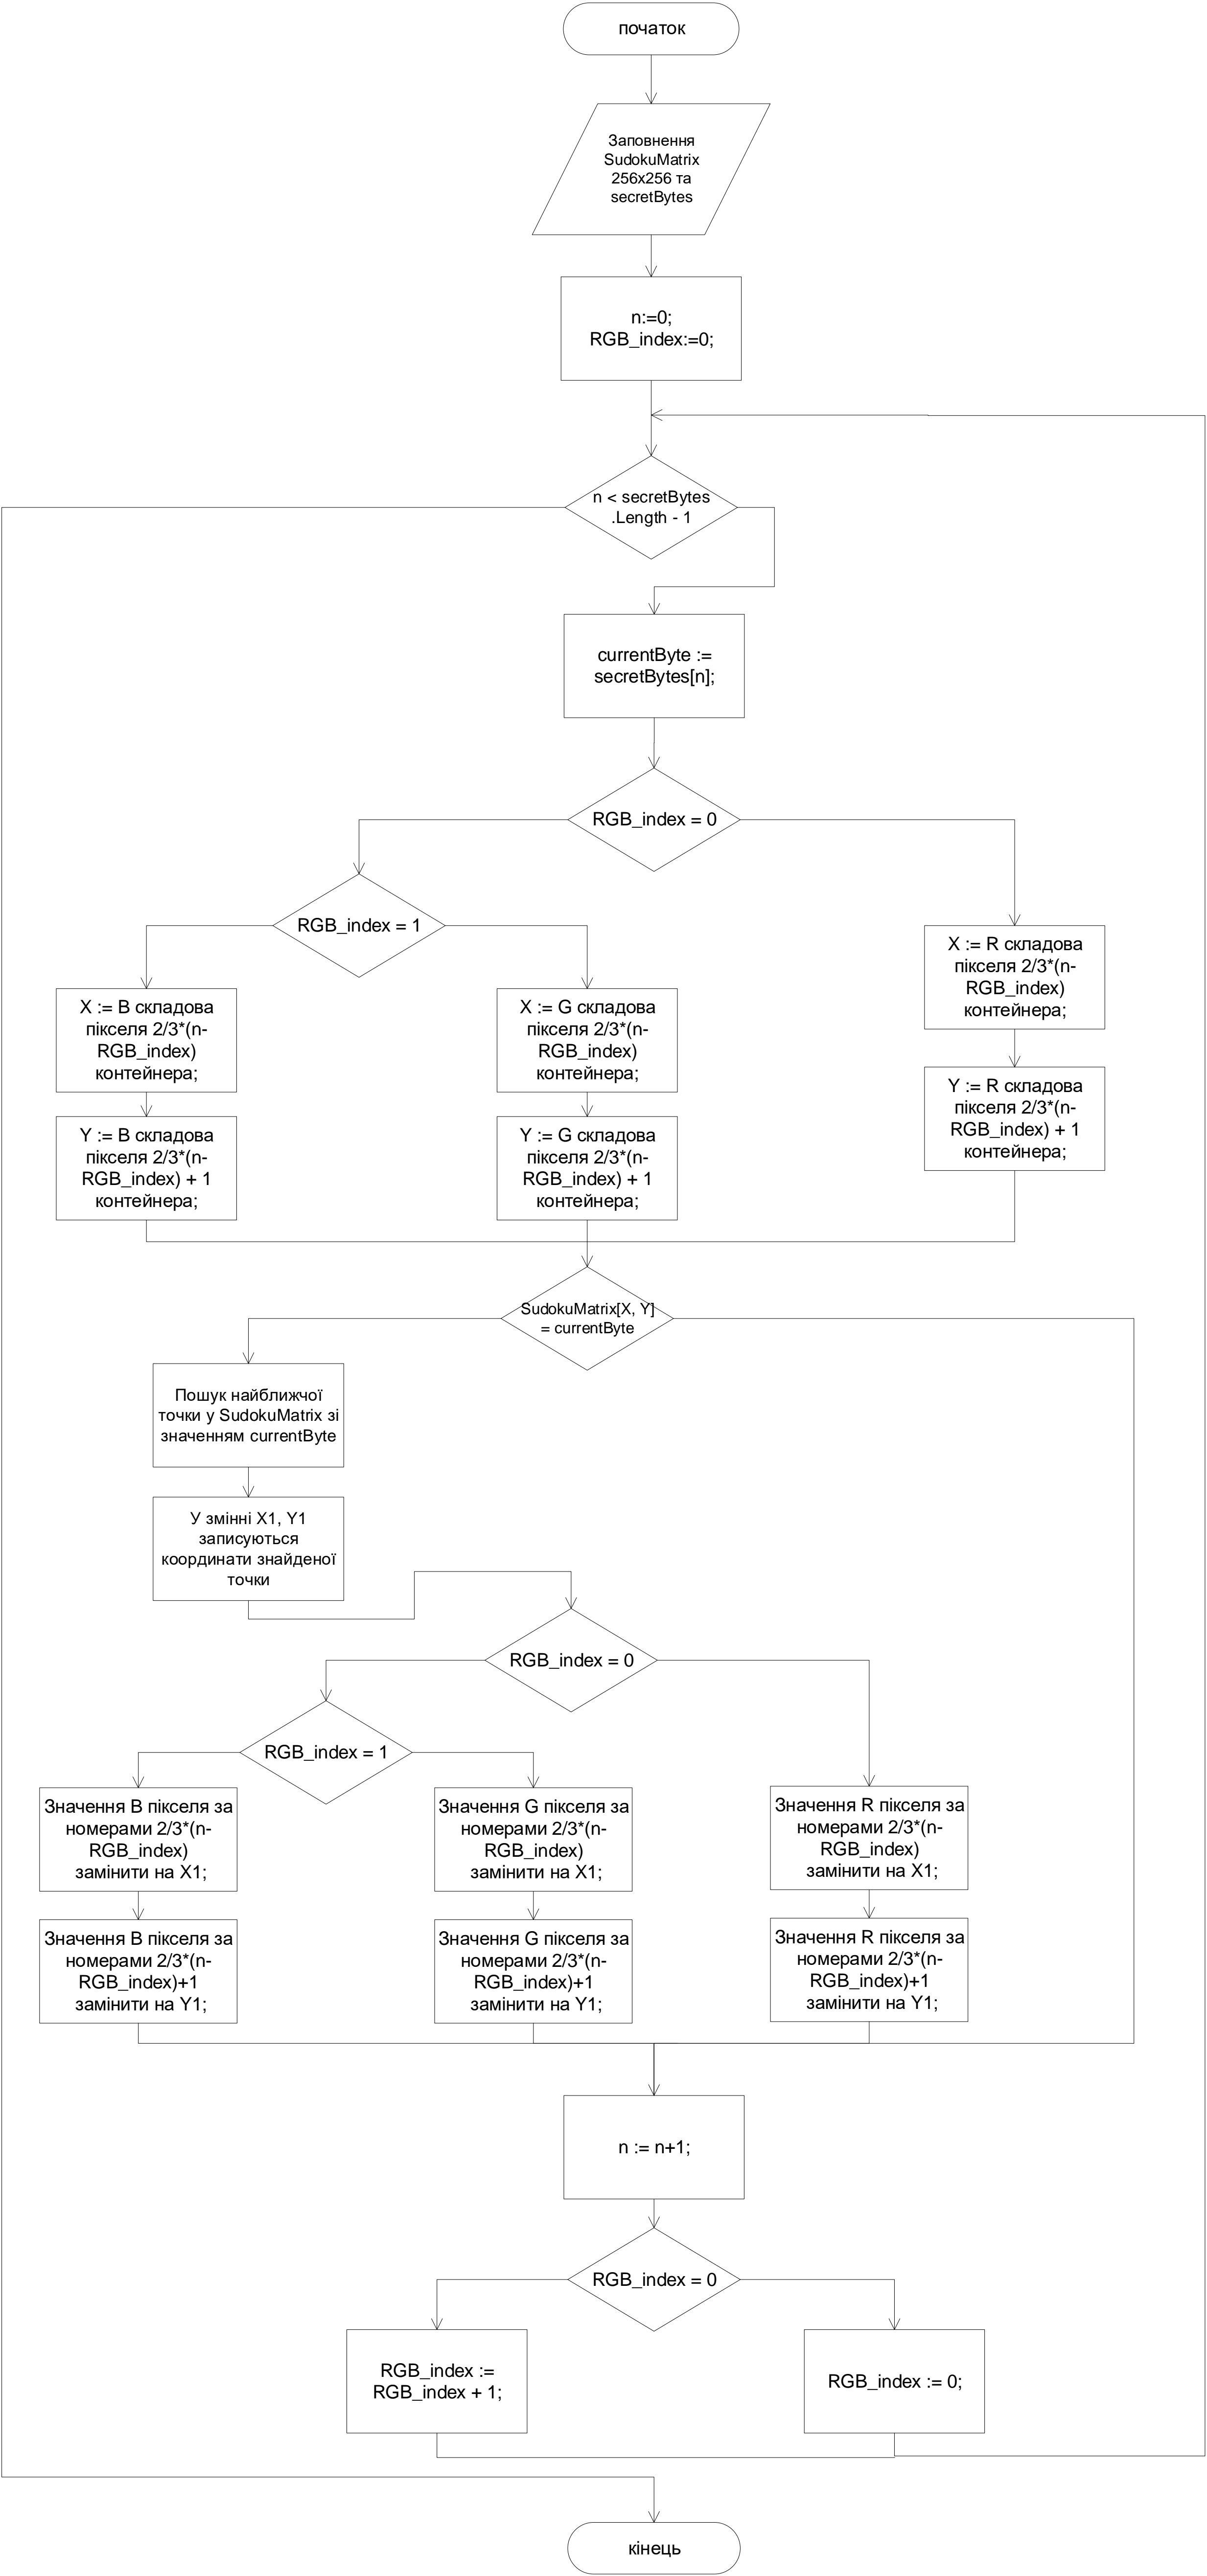 початок
Заповнення
SudokuMatrix
256x256 та
secretBytes
n:=0;
RGB_index:=0;
n < secretBytes
.Length - 1
currentByte :=
secretBytes[n];
RGB_index = 0
RGB_index = 1
X := B складова
пікселя 2/3*(n-
RGB_index)
контейнера;
X := G складова
пікселя 2/3*(n-
RGB_index)
контейнера;
X := R складова
пікселя 2/3*(n-
RGB_index)
контейнера;
Y := B складова
пікселя 2/3*(n-
RGB_index) + 1
контейнера;
Y := G складова
пікселя 2/3*(n-
RGB_index) + 1
контейнера;
Y := R складова
пікселя 2/3*(n-
RGB_index) + 1
контейнера;
SudokuMatrix[X, Y]
= currentByte
Пошук найближчої
точки у SudokuMatrix зі
значенням currentByte
У змінні X1, Y1
записуються
координати знайденої
точки
RGB_index = 0
RGB_index = 1
Значення B пікселя за
номерами 2/3*(n-
RGB_index)
замінити на X1;
Значення G пікселя за
номерами 2/3*(n-
RGB_index)
замінити на X1;
Значення R пікселя за
номерами 2/3*(n-
RGB_index)
замінити на X1;
Значення B пікселя за
номерами 2/3*(n-
RGB_index)+1
замінити на Y1;
Значення G пікселя за
номерами 2/3*(n-
RGB_index)+1
замінити на Y1;
Значення R пікселя за
номерами 2/3*(n-
RGB_index)+1
замінити на Y1;
n := n+1;
RGB_index = 0
RGB_index :=
RGB_index + 1;
RGB_index := 0;
кінець